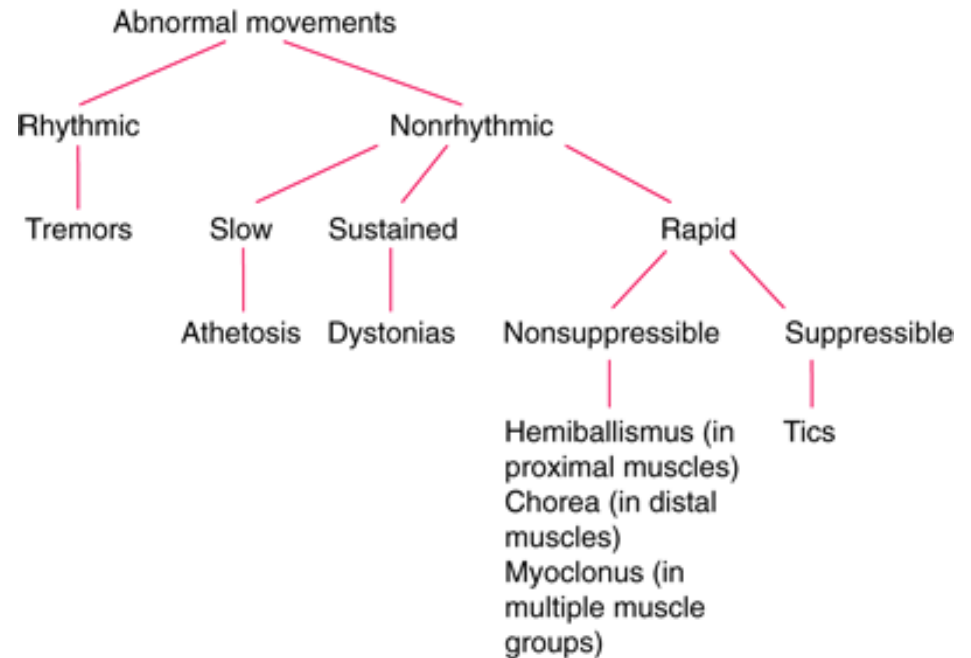 Abnormal movements
Rhythmic
Nonrhythmic
Tremors
Slow
Sustained
Rapid
Athetosis
Dystonias
Nonsuppressible
Suppressible
Hemiballismus (in
proximal muscles)
Chorea (in distal
muscles)
Myoclonus (in
multiple muscle
groups)
Tics